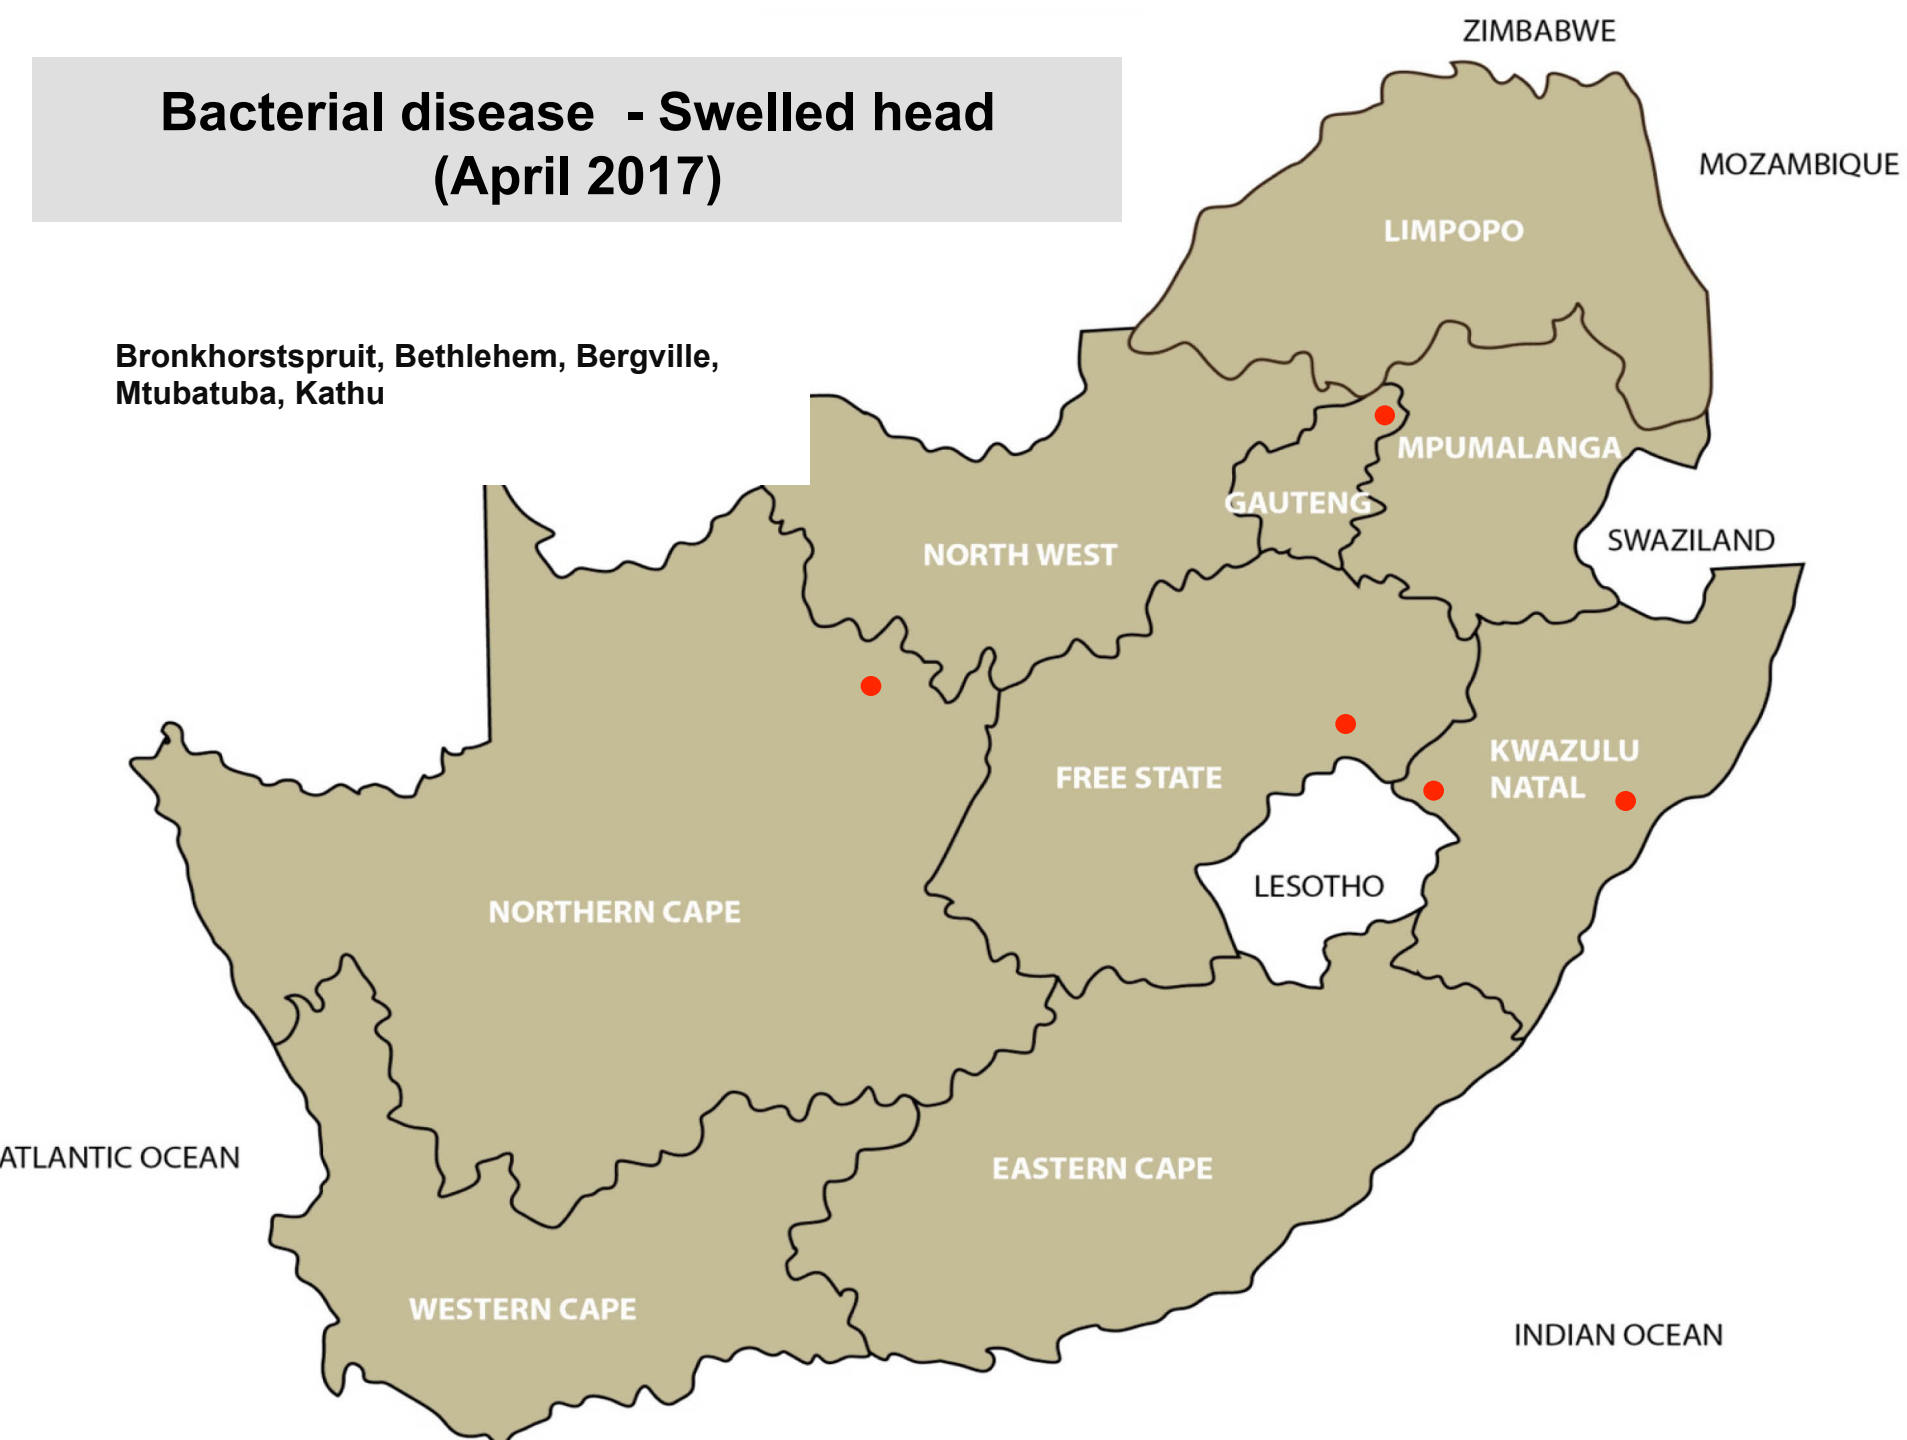 ZIMBABWE
Bacterial disease - Swelled head
(April 2017)
MOZAMBIQUE
LIMPOPO
Bronkhorstspruit, Bethlehem, Bergville,
Mtubatuba, Kathu
MPUMALANGA
GAUTENG
SWAZILAND
NORTH WEST
KWAZULU
NATAL
FREE STATE
LESOTHO
NORTHERN CAPE
ATLANTIC OCEAN
EASTERN CAPE
WESTERN CAPE
INDIAN OCEAN